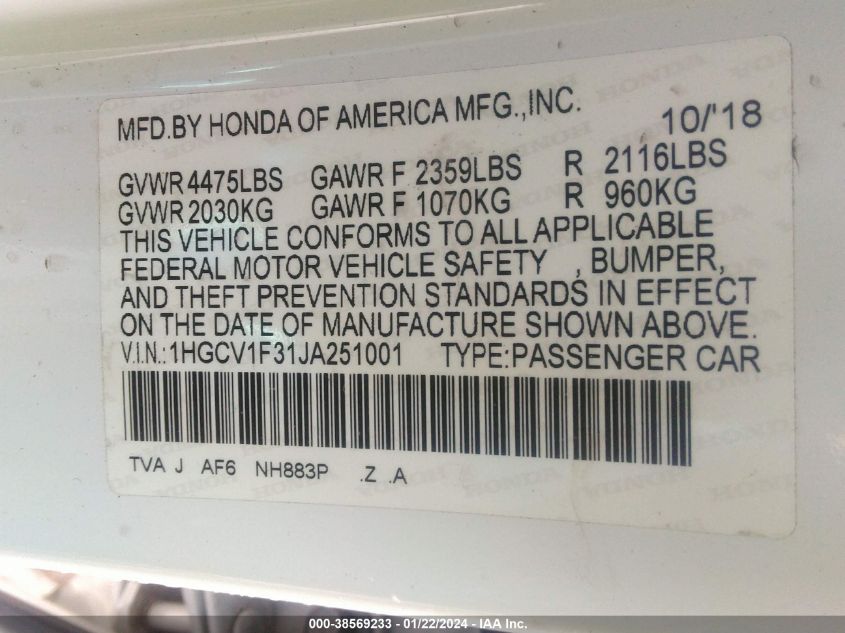 MFD.BY HONDA OF AMERICA MFG.,INC. 10/'18
GVWR 4475LBS GAWR F 2359LBS R 2116LBS
GVWR 2030KG GAWR F 1070KG R 960KG
THIS VEHICLE CONFORMS TO ALL APPLICABLE
FEDERAL MOTOR VEHICLE SAFETY , BUMPER,
AND THEFT PREVENTION STANDARDS IN EFFECT
ON THE DATE OF MANUFACTURE SHOWN ABOVE.
V.I.N.:1HGCV1F31JA251001 TYPE:PASSENGER CAR
TVA J AF6 NH883P .Z .A
000-38569233 - 01/22/2024 - IAA Inc.